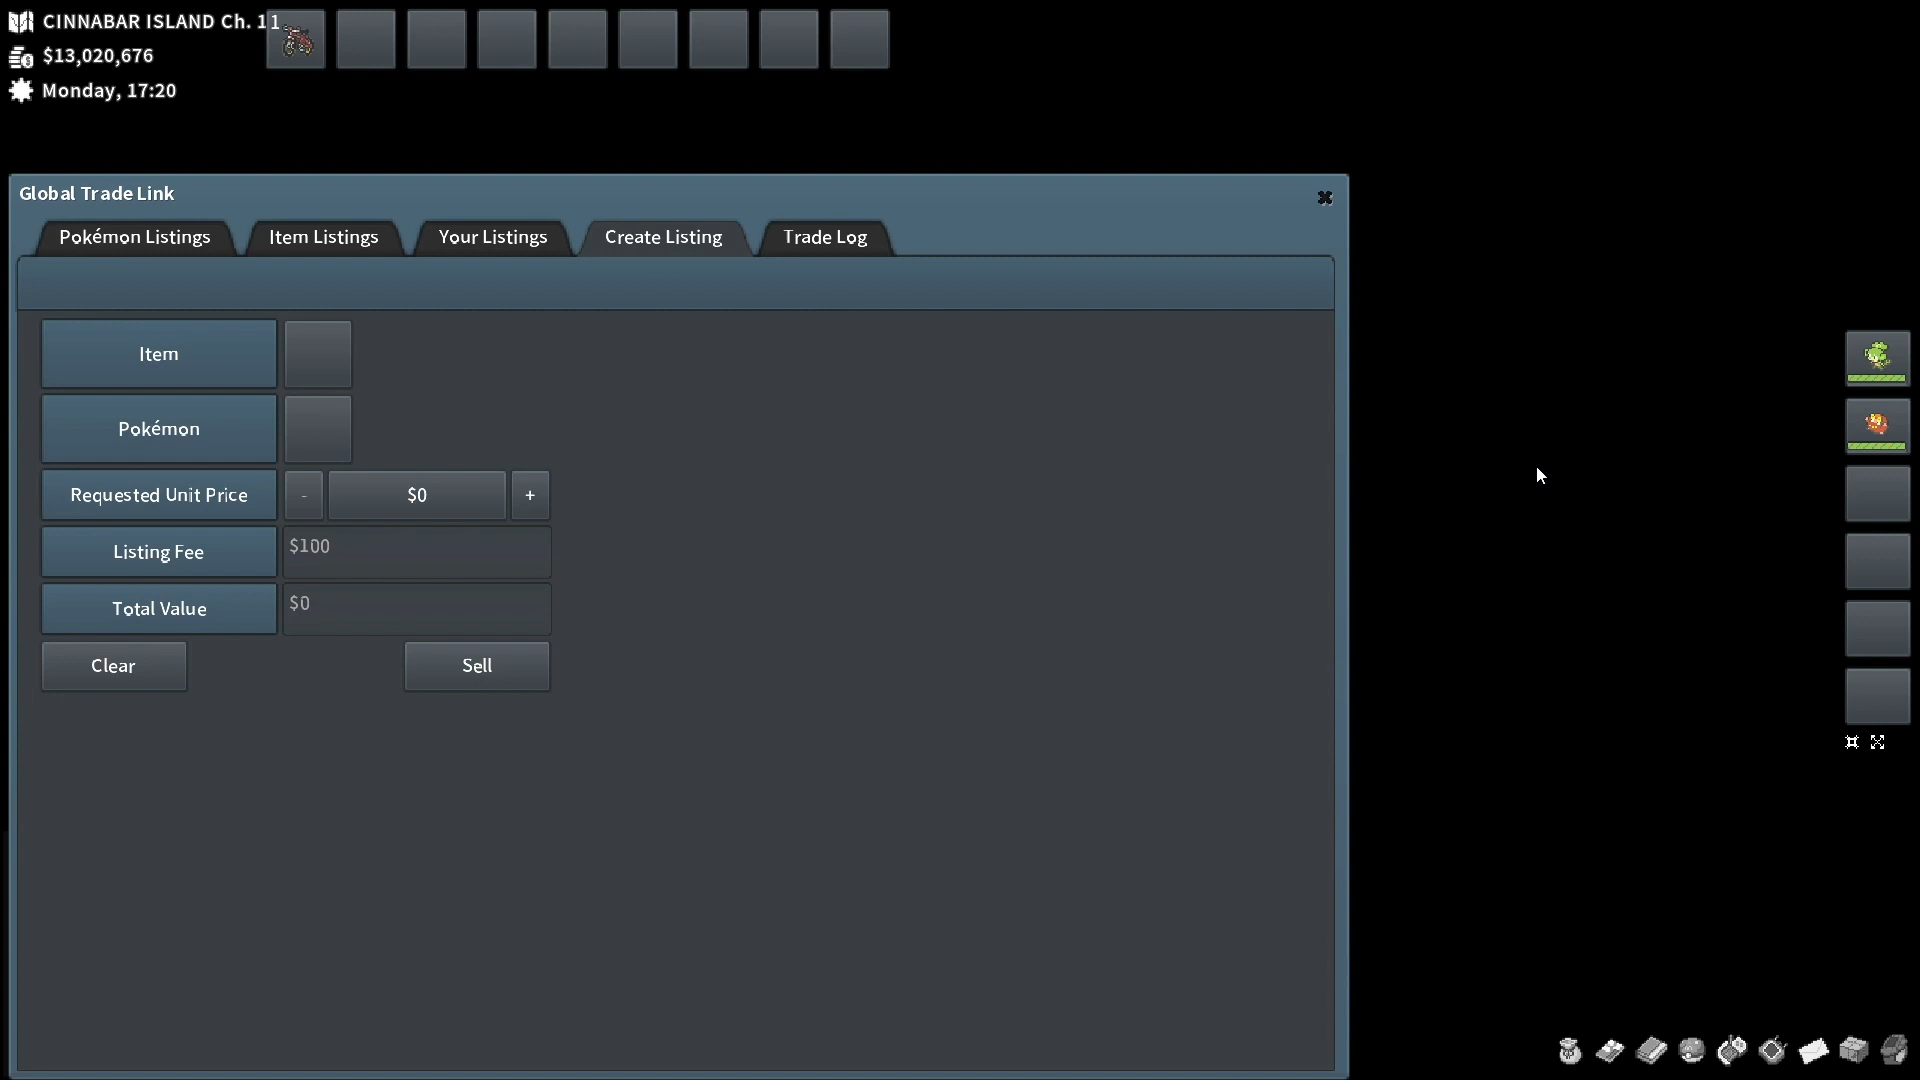 CINNABAR ISLAND Ch. 11
$13,020,676
Monday, 17:20
Global Trade Link
Pokémon Listings
Item Listings
Your Listings
Create Listing
Trade Log
Item
Pokémon
Requested Unit Price
-
$0
+
Listing Fee
$100
Total Value
$0
Clear
Sell